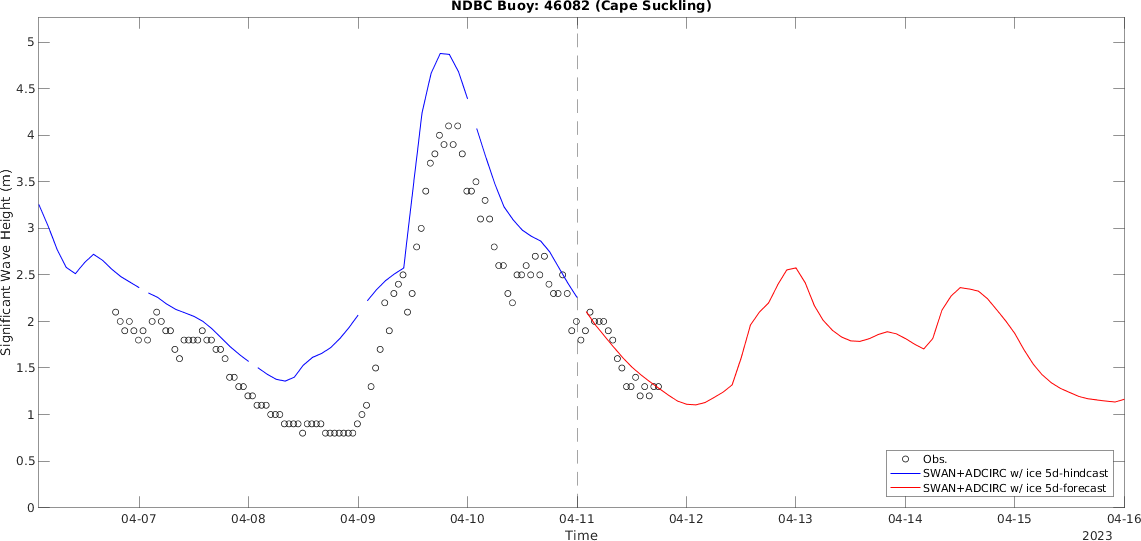 NDBC Buoy: 46082 (Cape Suckling)
5
4.5
4
3.5
3
2.5
2
1.5
1
0.5
0
Significant Wave Height (m)
Obs.
SWAN+ADCIRC w/ ice 5d-hindcast
SWAN+ADCIRC w/ ice 5d-forecast
04-07 04-08 04-09 04-10 04-11 04-12 04-13 04-14 04-15 04-16
Time
2023